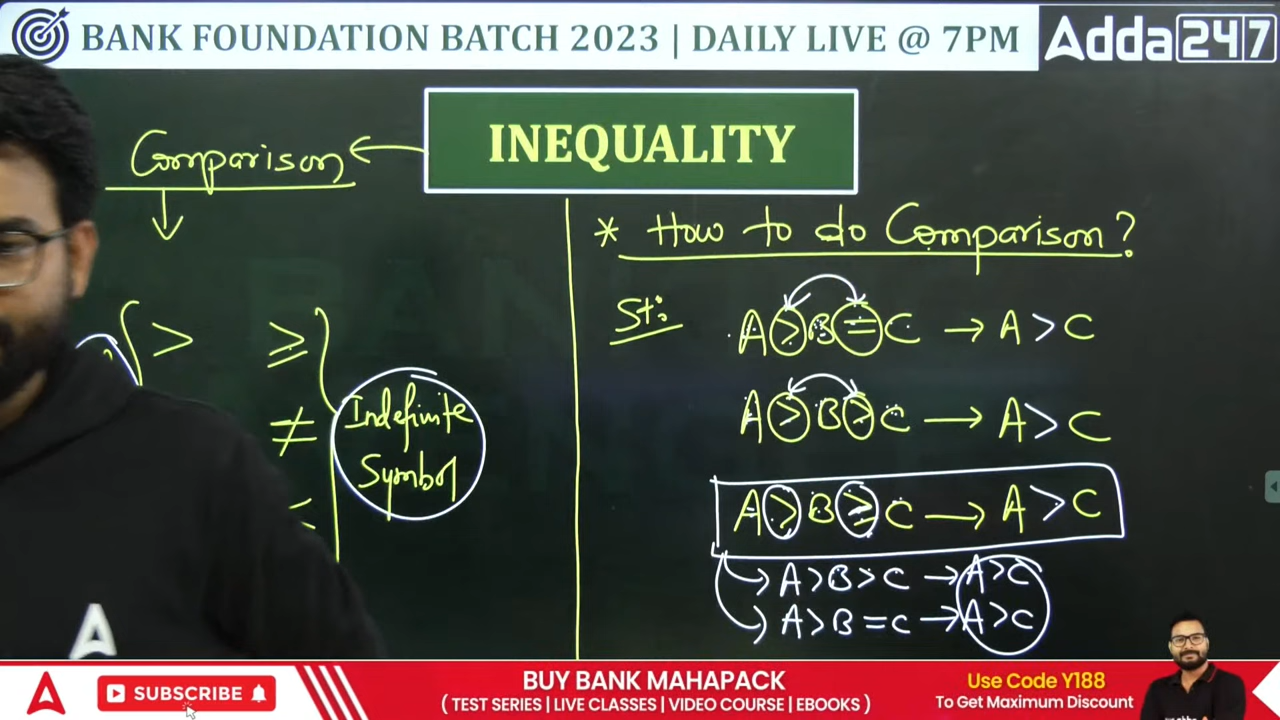 BANK FOUNDATION BATCH 2023 | DAILY LIVE @ 7PM
Adda247
INEQUALITY
Comparison
> ≥
≠
≤
Indefinite
Symbol
* How to do Comparison?
St:
A > B = C → A > C
A > B > C → A > C
A > B ≥ C → A > C
→ A > B > C → A > C
→ A > B = C → A > C
A
A
SUBSCRIBE
BUY BANK MAHAPACK
( TEST SERIES | LIVE CLASSES | VIDEO COURSE | EBOOKS )
Use Code Y188
To Get Maximum Discount